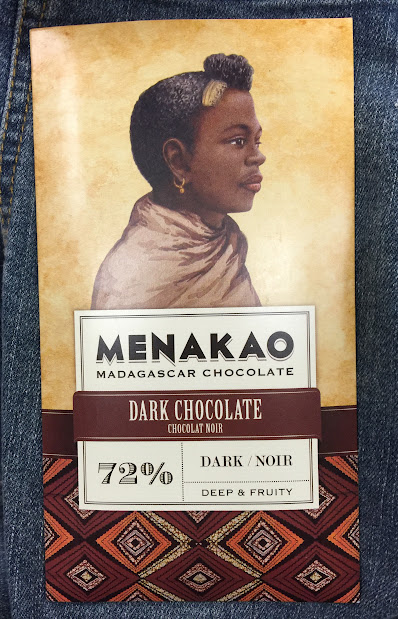 MENAKAO
MADAGASCAR CHOCOLATE
DARK CHOCOLATE
CHOCOLAT NOIR
72%
DARK / NOIR
DEEP & FRUITY